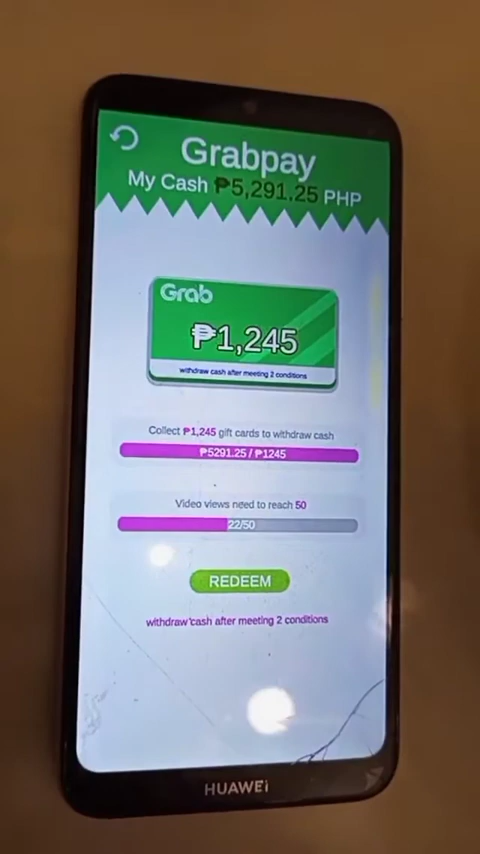 Grabpay
My Cash ₱5,291.25 PHP
Grab
₱1,245
withdraw cash after meeting 2 conditions
Collect ₱1,245 gift cards to withdraw cash
₱5291.25 / ₱1245
Video views need to reach 50
22/50
REDEEM
withdraw cash after meeting 2 conditions
HUAWEI